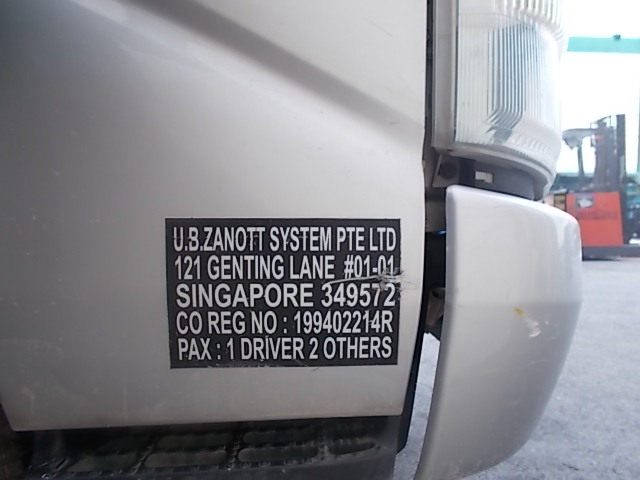 U.B.ZANOTT SYSTEM PTE LTD
121 GENTING LANE #01-01
SINGAPORE 349572
CO REG NO : 199402214R
PAX : 1 DRIVER 2 OTHERS